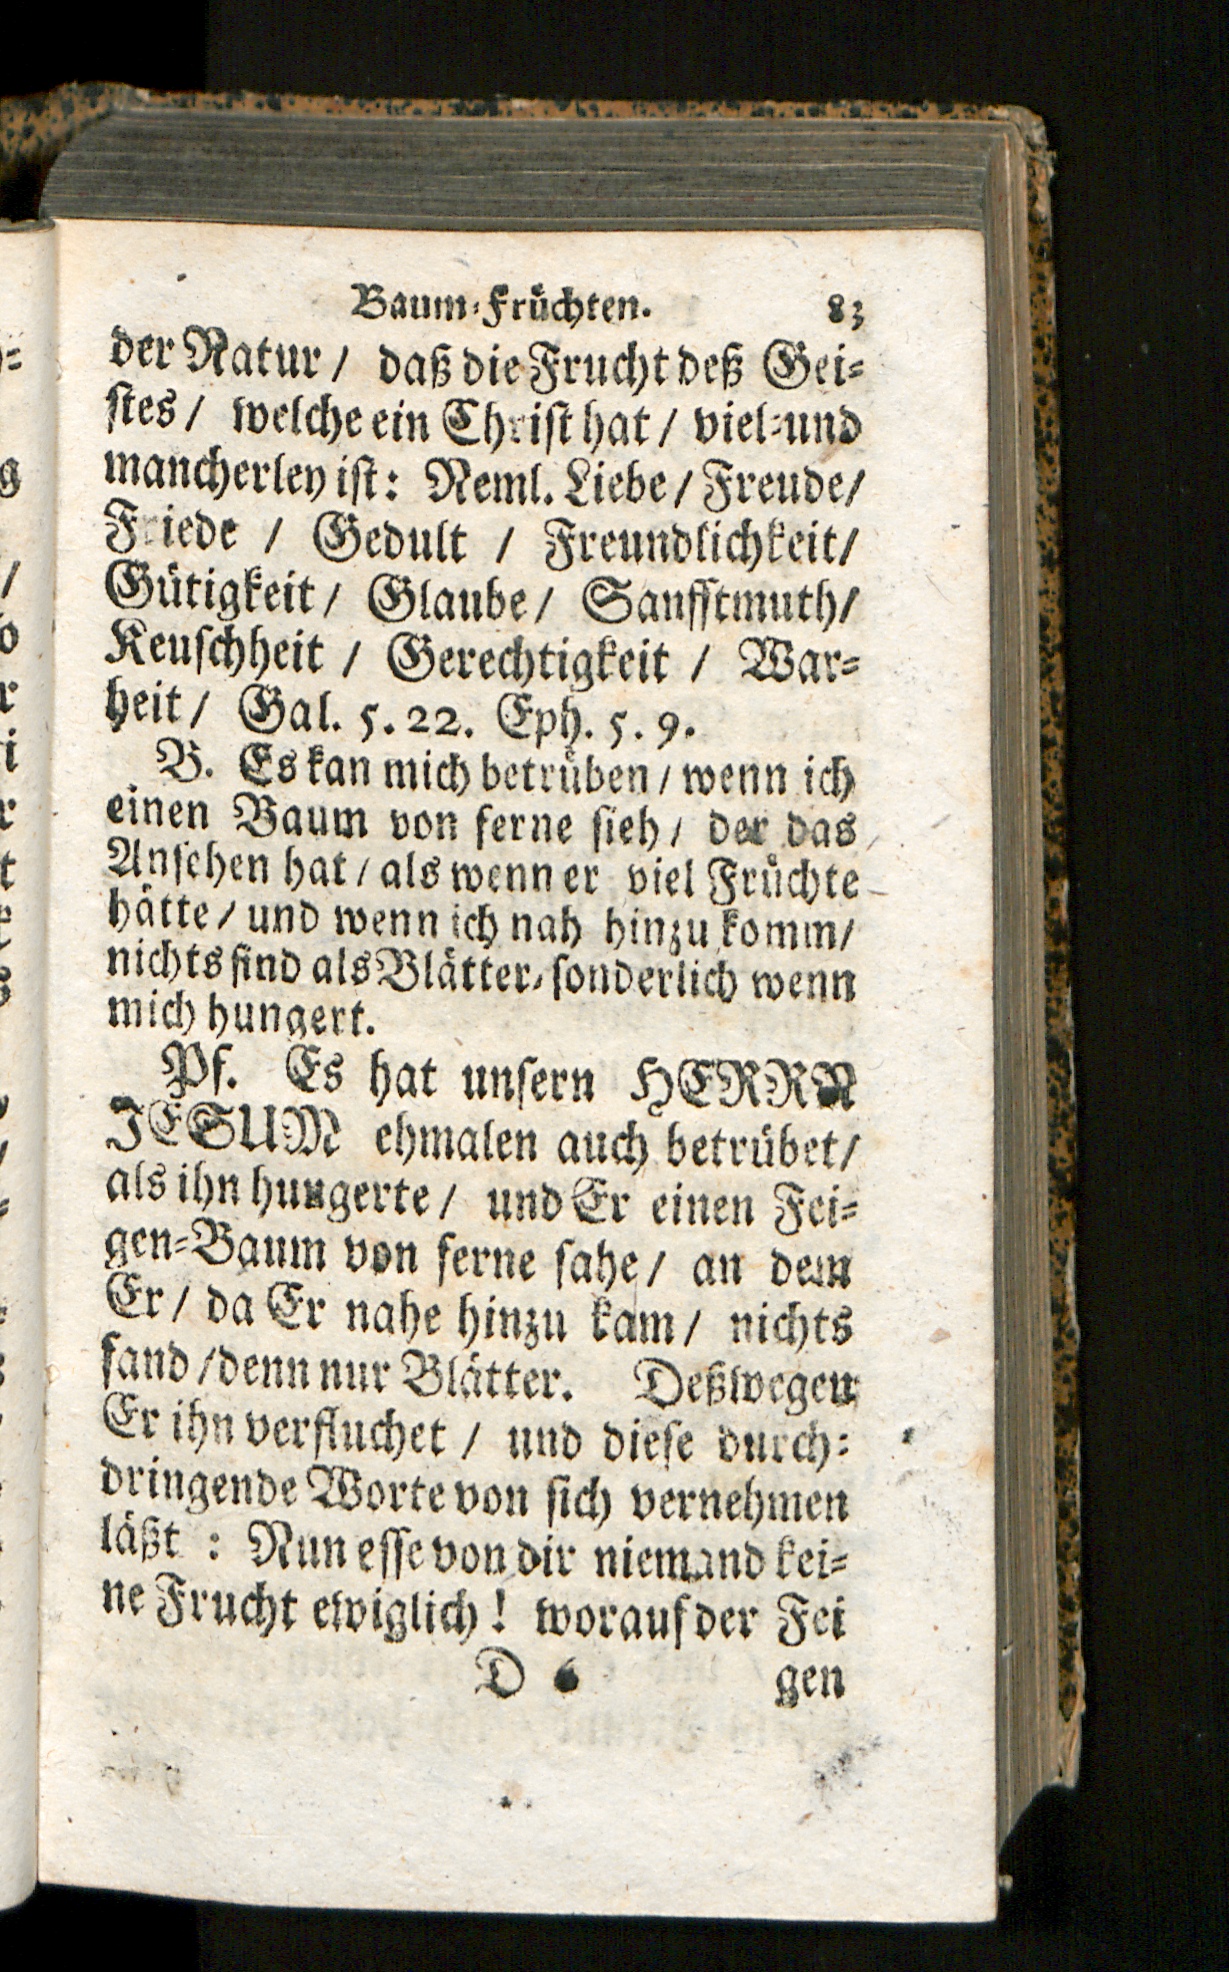 Baum-Früchten. 83
der Natur / daß die Frucht deß Gei-
stes / welche ein Christ hat / viel-und
mancherley ist: Neml. Liebe / Freude /
Friede / Gedult / Freundlichkeit /
Gütigkeit / Glaube / Sanfftmuth /
Keuschheit / Gerechtigkeit / War-
heit / Gal. 5. 22. Eph. 5. 9.
B. Es kan mich betrüben / wenn ich
einen Baum von ferne sieh / der das
Ansehen hat / als wenn er viel Früchte
hätte / und wenn ich nah hinzu komm /
nichts find als Blätter, sonderlich wenn
mich hungert.
Pf. Es hat unsern HERRN
JESUM ehmalen auch betrübet /
als ihn hungerte / und Er einen Fei-
gen-Baum von ferne sahe / an dem
Er / da Er nahe hinzu kam / nichts
fand / denn nur Blätter. Deßwegen
Er ihn verfluchet / und diese durch-
dringende Worte von sich vernehmen
läßt : Nun esse von dir niemand kei-
ne Frucht ewiglich! worauf der Fei
D 6 gen